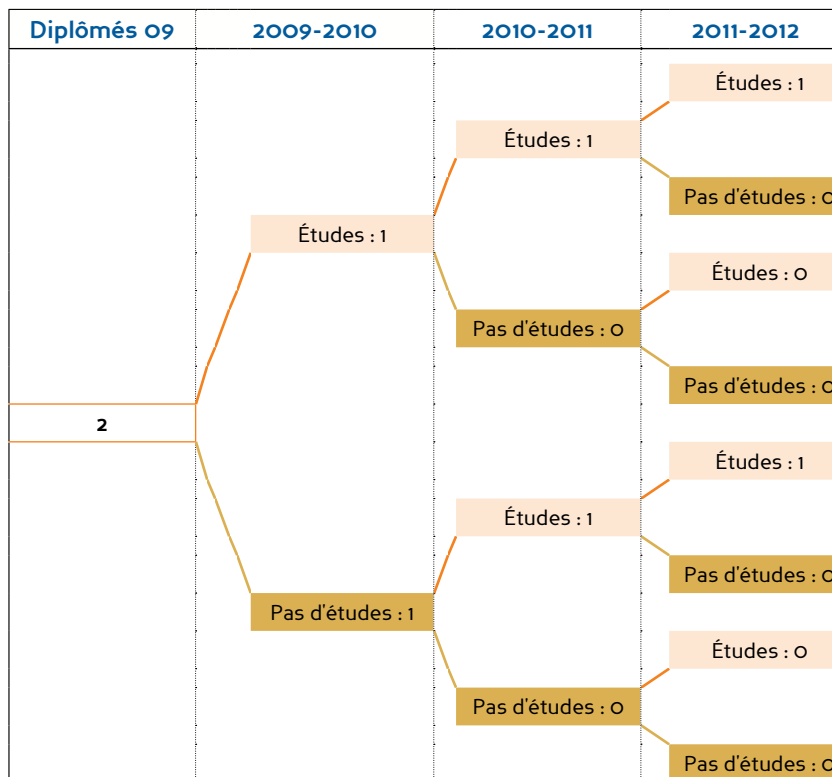 Diplômés 09 2009-2010 2010-2011 2011-2012
Études : 1
Études : 1
Pas d'études : 0
Études : 1
Études : 0
Pas d'études : 0
Pas d'études : 0
2
Études : 1
Études : 1
Pas d'études : 0
Pas d'études : 1
Études : 0
Pas d'études : 0
Pas d'études : 0